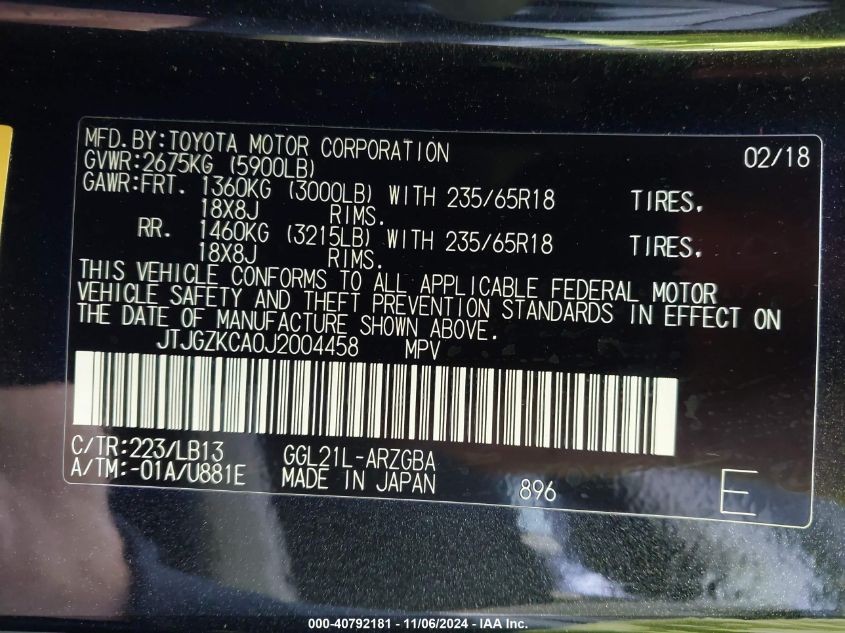 MFD.BY:TOYOTA MOTOR CORPORATION 02/18
GVWR:2675KG (5900LB)
GAWR:FRT. 1360KG (3000LB) WITH 235/65R18 TIRES.
18X8J RIMS.
RR. 1460KG (3215LB) WITH 235/65R18 TIRES.
18X8J RIMS.
THIS VEHICLE CONFORMS TO ALL APPLICABLE FEDERAL MOTOR
VEHICLE SAFETY AND THEFT PREVENTION STANDARDS IN EFFECT ON
THE DATE OF MANUFACTURE SHOWN ABOVE.
JTJGZKCA0J2004458 MPV
C/TR:223/LB13 GGL21L-ARZGBA
A/TM:-01A/U881E MADE IN JAPAN 896 E
000-40792181 - 11/06/2024 - IAA Inc.